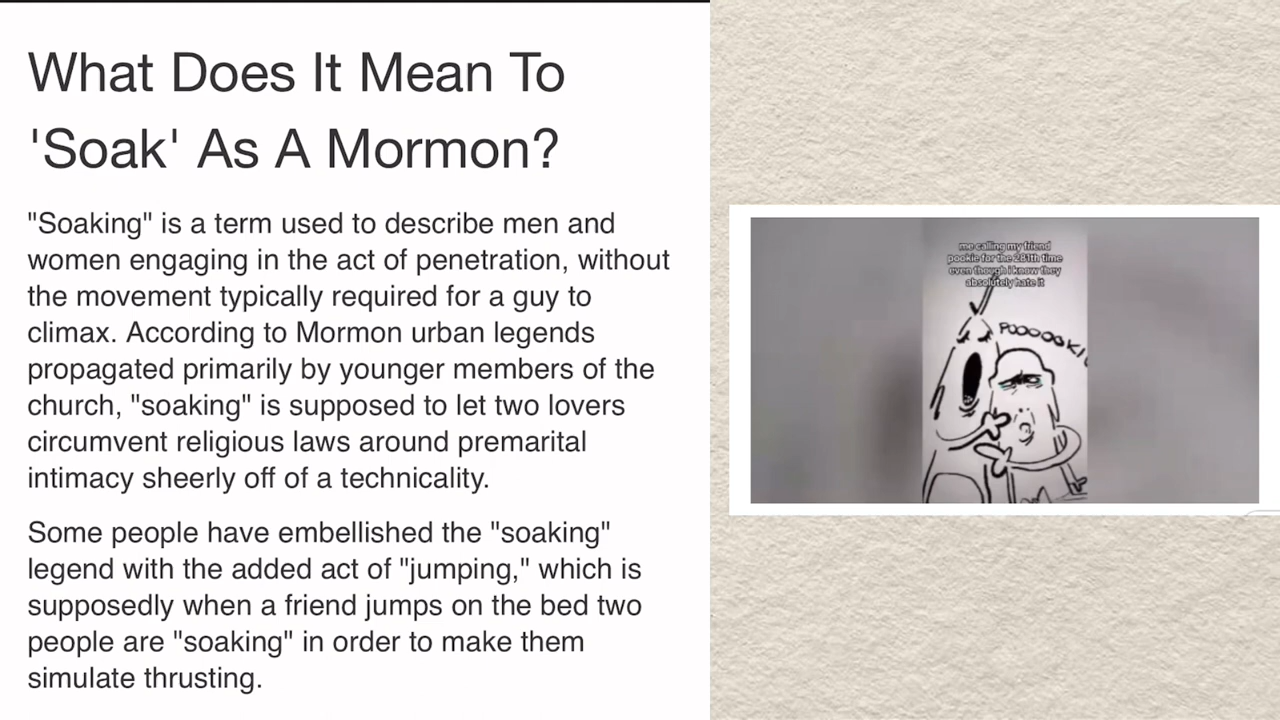 What Does It Mean To
'Soak' As A Mormon?
"Soaking" is a term used to describe men and
women engaging in the act of penetration, without
the movement typically required for a guy to
climax. According to Mormon urban legends
propagated primarily by younger members of the
church, "soaking" is supposed to let two lovers
circumvent religious laws around premarital
intimacy sheerly off of a technicality.
Some people have embellished the "soaking"
legend with the added act of "jumping," which is
supposedly when a friend jumps on the bed two
people are "soaking" in order to make them
simulate thrusting.
me calling my friend
pookie for the 281th time
even though i know they
absolutely hate it
POOOOOKI